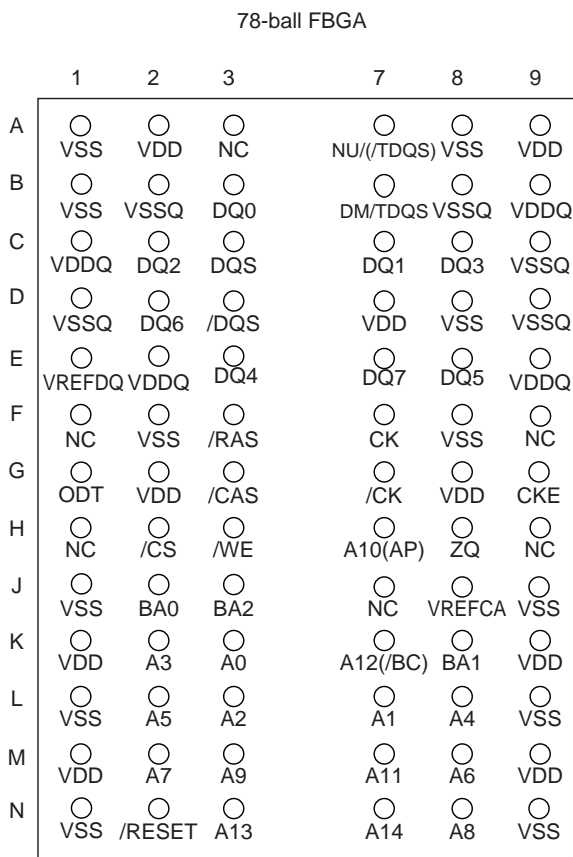 78-ball FBGA
1 2 3 7 8 9
A
VSS VDD NC NU/(/TDQS) VSS VDD
B
VSS VSSQ DQ0 DM/TDQS VSSQ VDDQ
C
VDDQ DQ2 DQS DQ1 DQ3 VSSQ
D
VSSQ DQ6 /DQS VDD VSS VSSQ
E
VREFDQ VDDQ DQ4 DQ7 DQ5 VDDQ
F
NC VSS /RAS CK VSS NC
G
ODT VDD /CAS /CK VDD CKE
H
NC /CS /WE A10(AP) ZQ NC
J
VSS BA0 BA2 NC VREFCA VSS
K
VDD A3 A0 A12(/BC) BA1 VDD
L
VSS A5 A2 A1 A4 VSS
M
VDD A7 A9 A11 A6 VDD
N
VSS /RESET A13 A14 A8 VSS